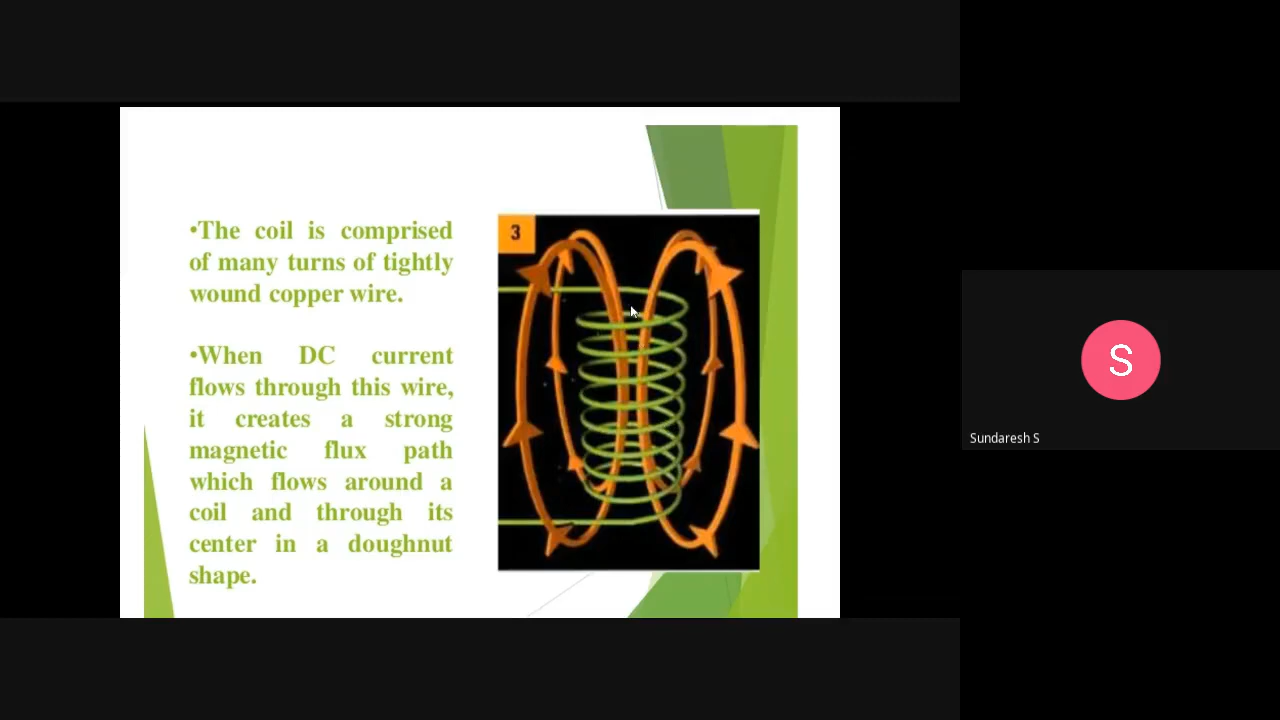 •The coil is comprised
of many turns of tightly
wound copper wire.
•When DC current
flows through this wire,
it creates a strong
magnetic flux path
which flows around a
coil and through its
center in a doughnut
shape.
3
S
Sundaresh S